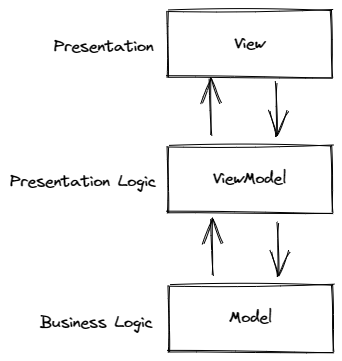 Presentation View
Presentation Logic ViewModel
Business Logic Model